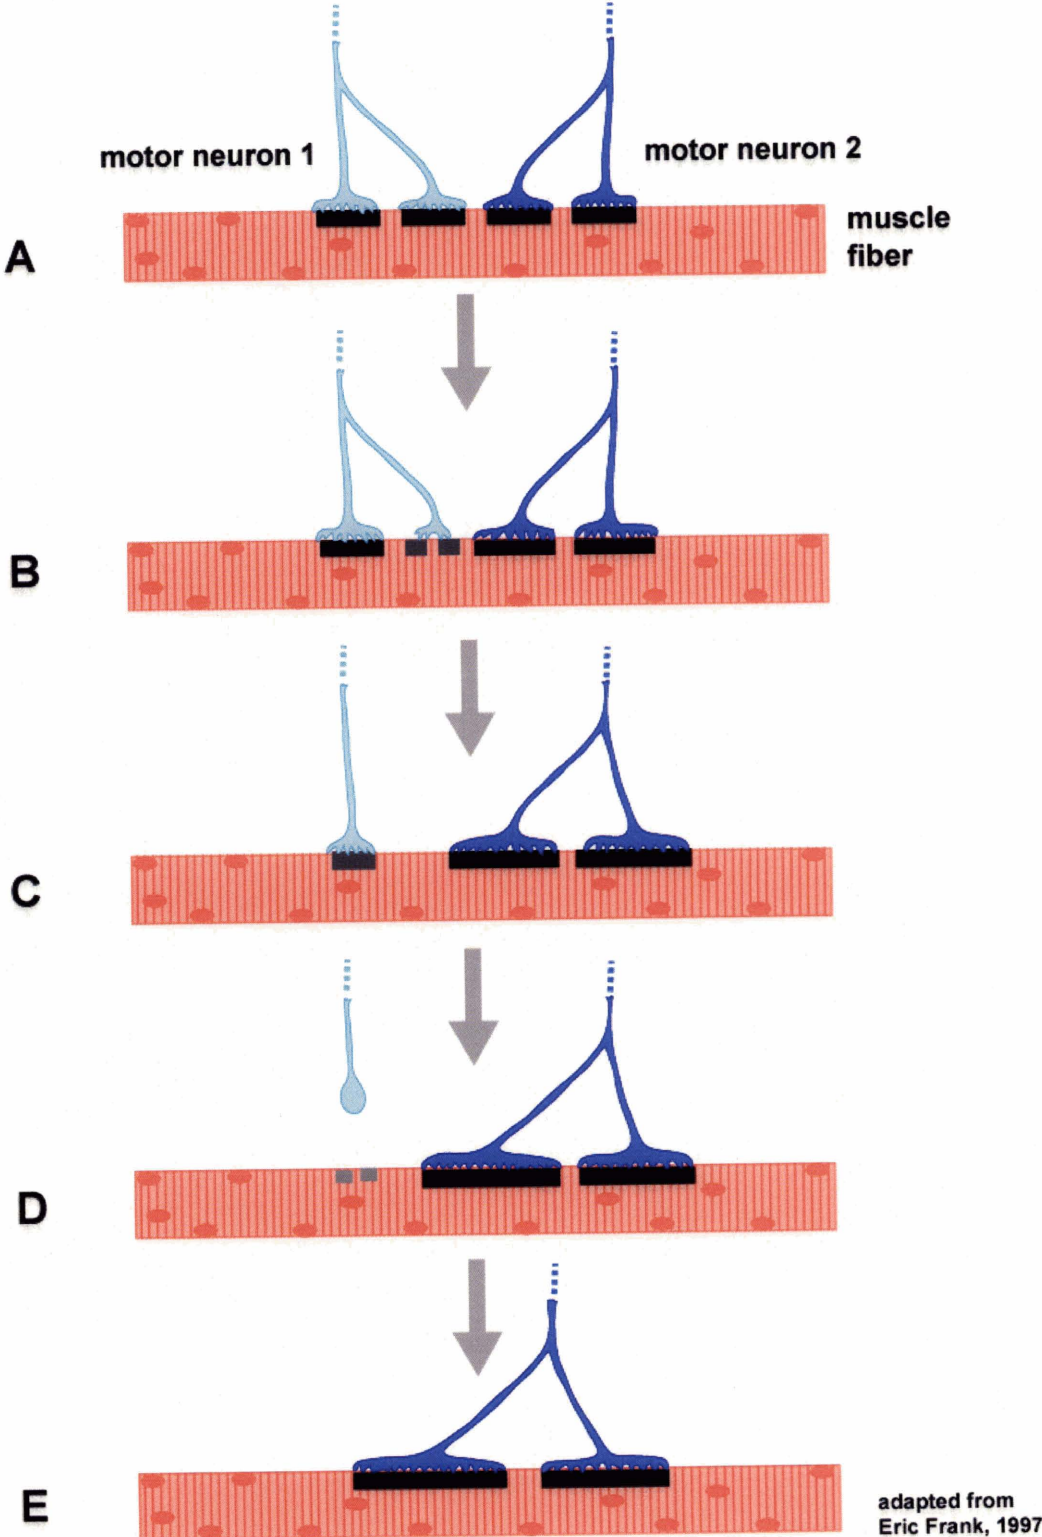 motor neuron 1
motor neuron 2
muscle
fiber
A
B
C
D
E
adapted from
Eric Frank, 1997